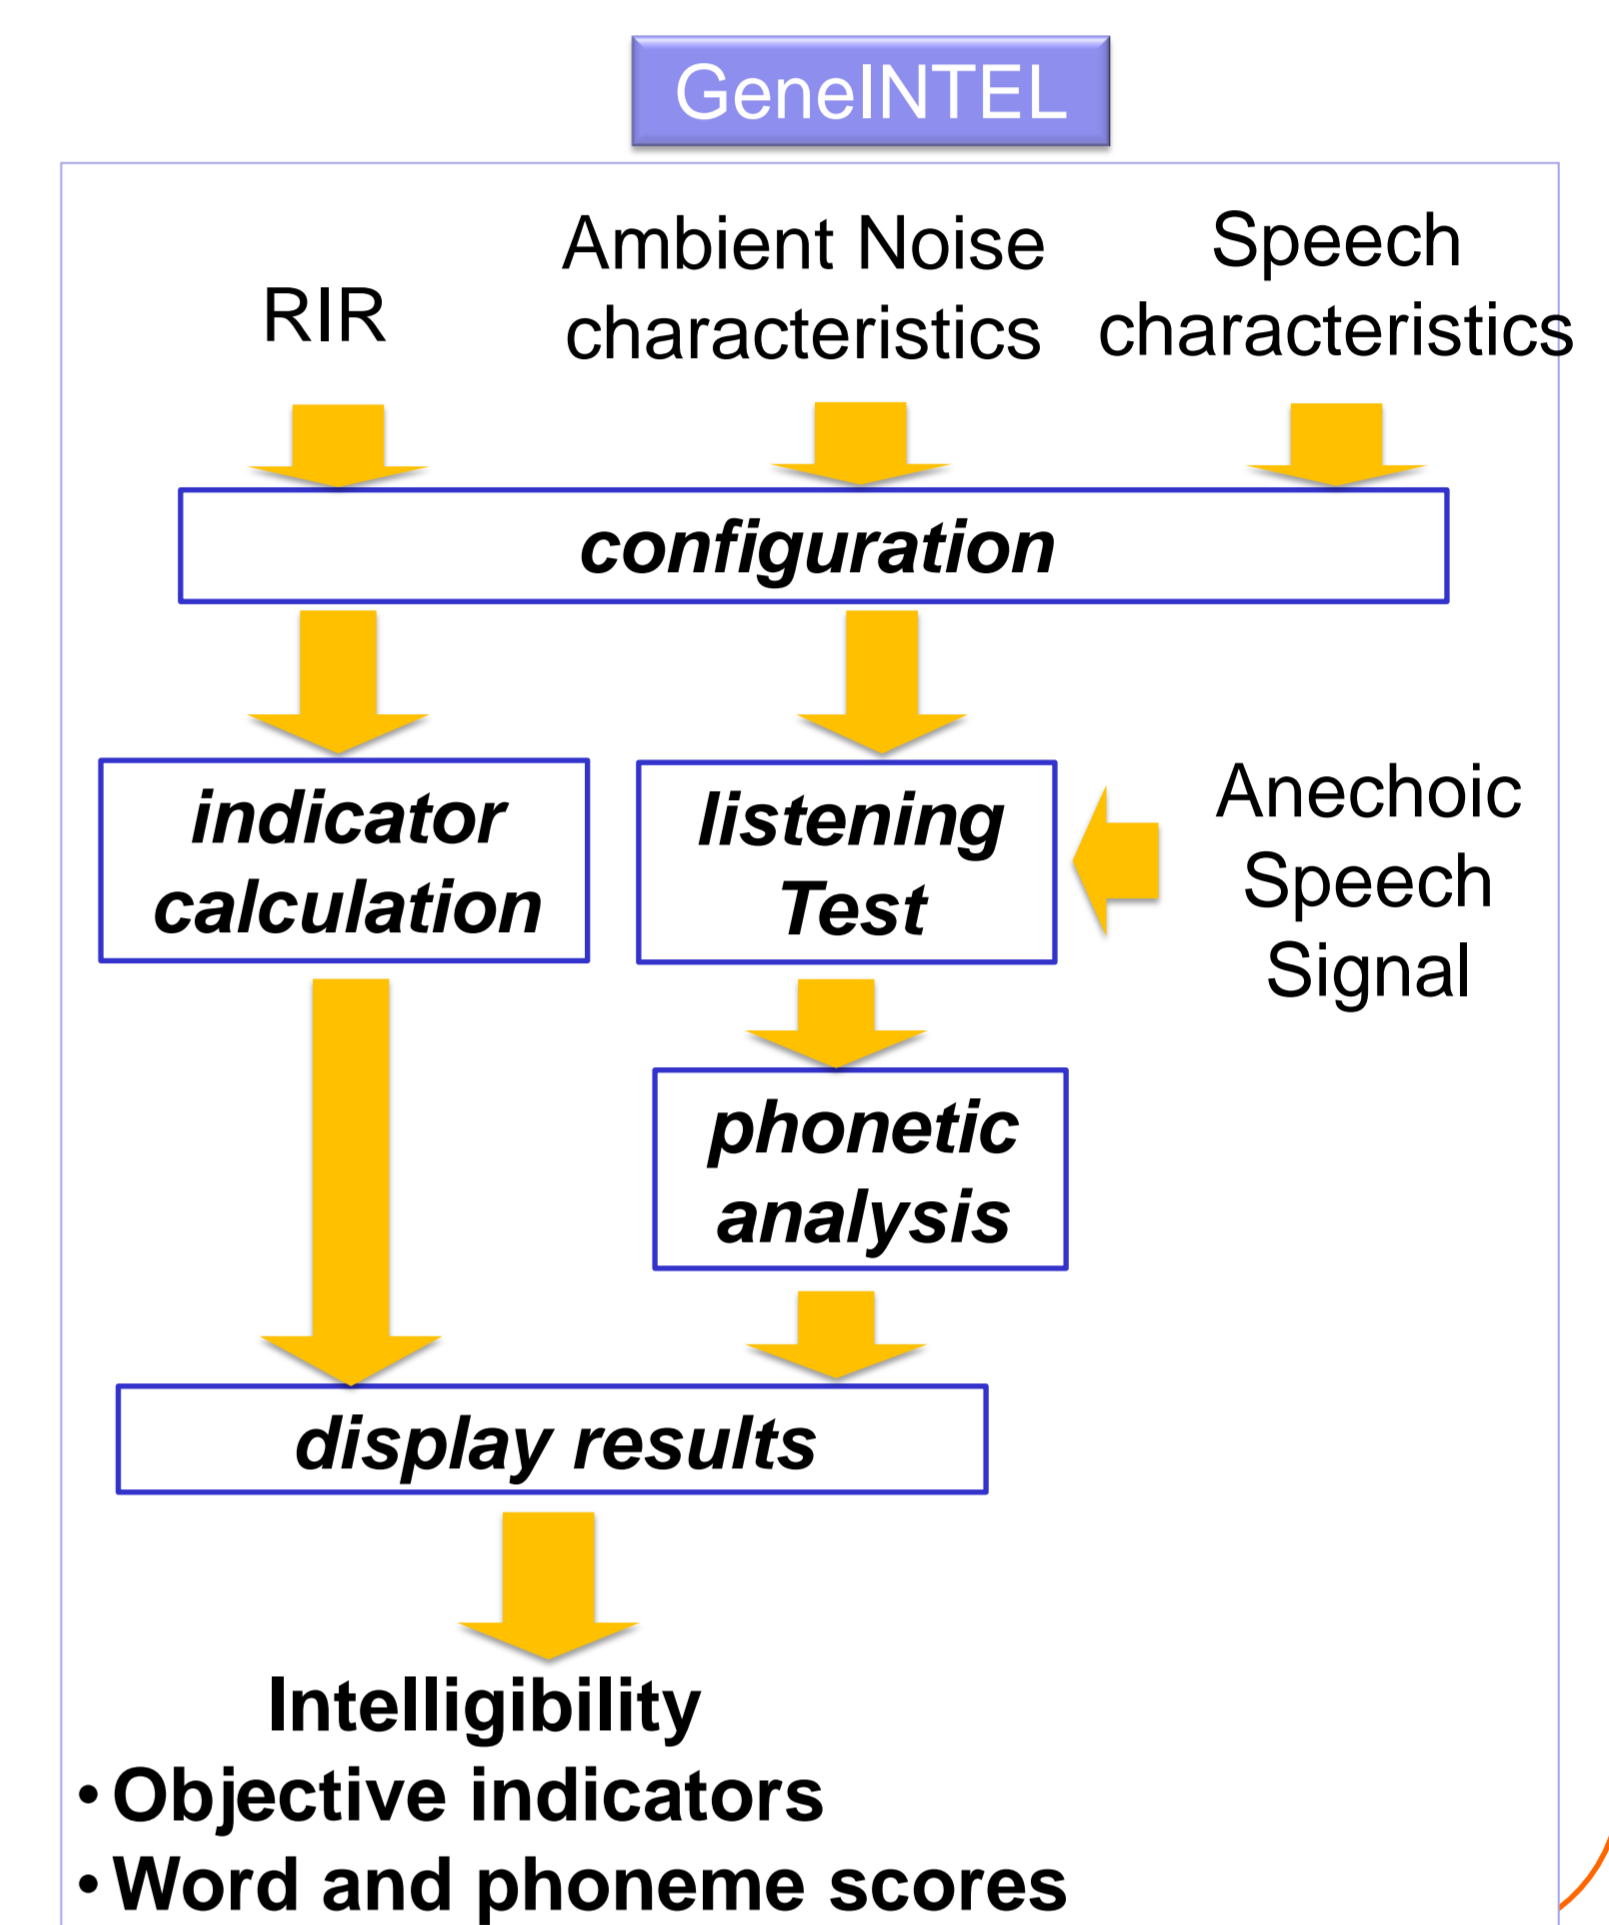 GeneINTEL
RIR
Ambient Noise
characteristics
Speech
characteristics
configuration
indicator
calculation
listening
Test
Anechoic
Speech
Signal
phonetic
analysis
display results
Intelligibility
• Objective indicators
• Word and phoneme scores